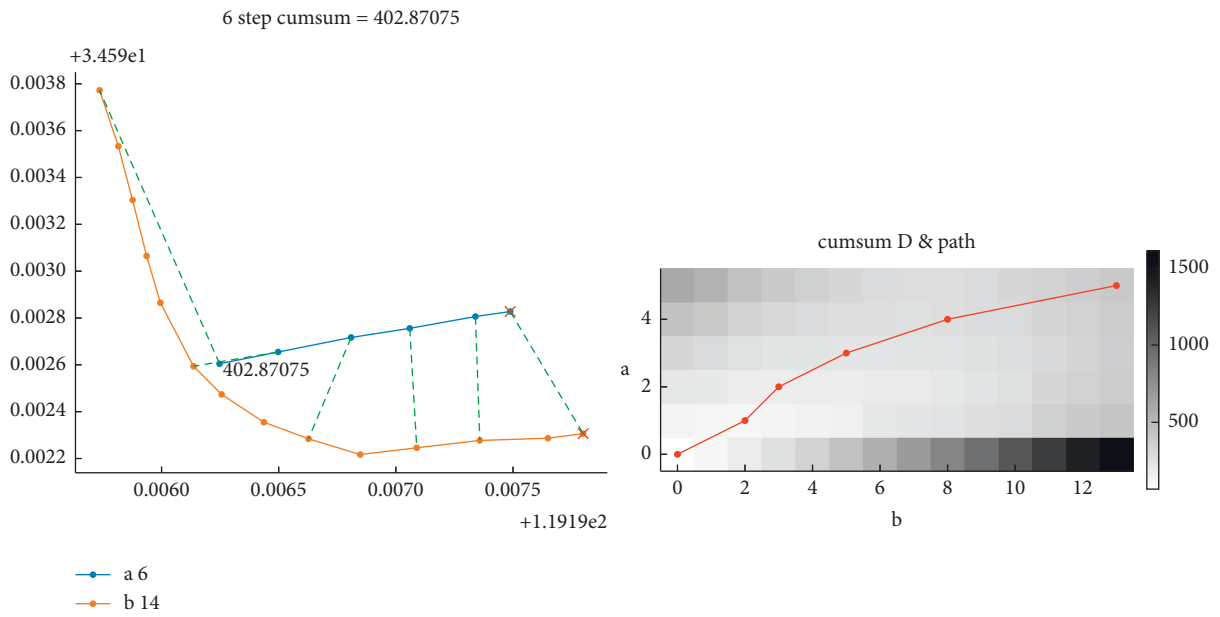 6 step cumsum = 402.87075
+3.459e1
0.0038
0.0036
0.0034
0.0032
0.0030
0.0028
0.0026
0.0024
0.0022
402.87075
0.0060 0.0065 0.0070 0.0075
+1.1919e2
a 6
b 14
cumsum D & path
a
4
2
0
0 2 4 6 8 10 12
b
1500
1000
500